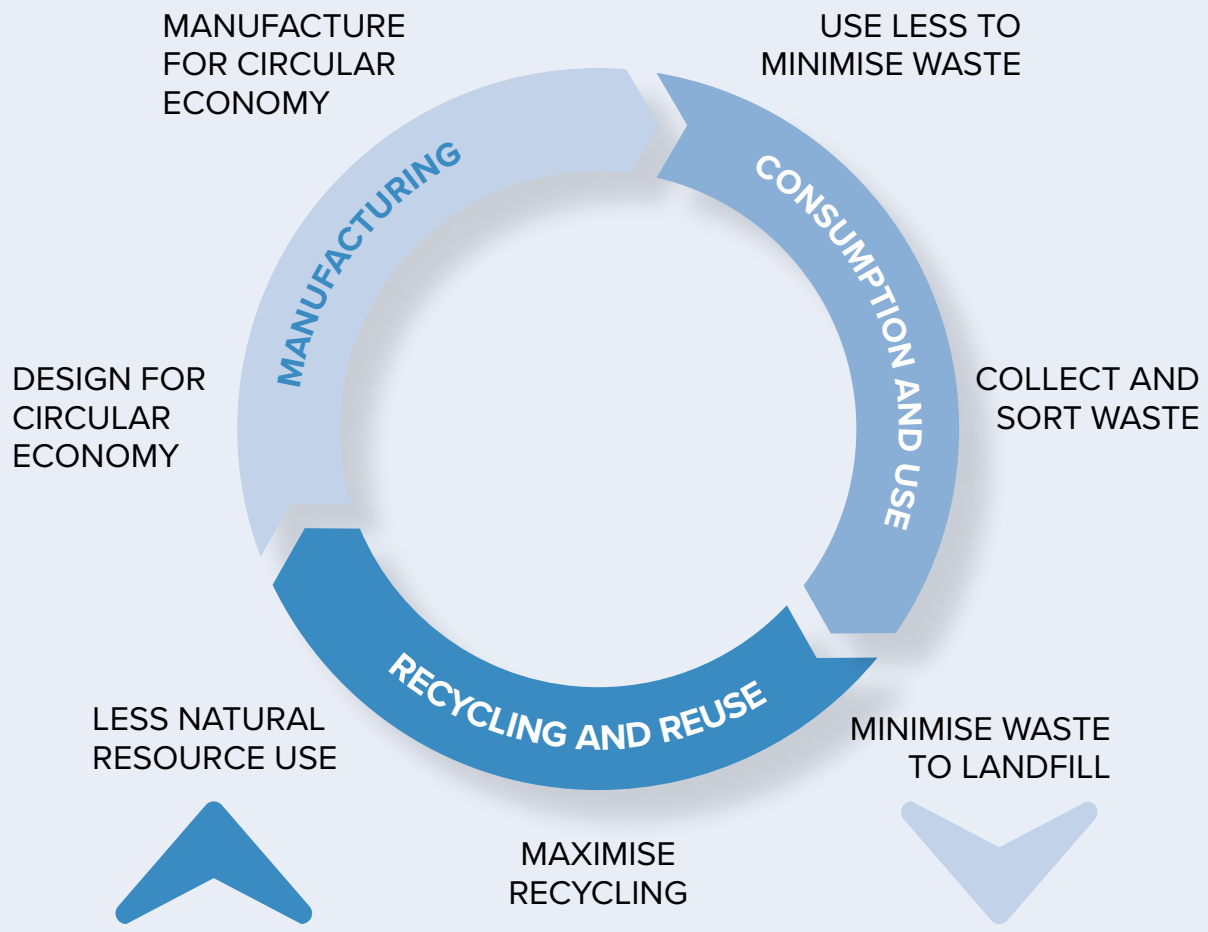 MANUFACTURE
FOR CIRCULAR
ECONOMY
USE LESS TO
MINIMISE WASTE
MANUFACTURING
CONSUMPTION AND USE
DESIGN FOR
CIRCULAR
ECONOMY
COLLECT AND
SORT WASTE
RECYCLING AND REUSE
LESS NATURAL
RESOURCE USE
MINIMISE WASTE
TO LANDFILL
MAXIMISE
RECYCLING